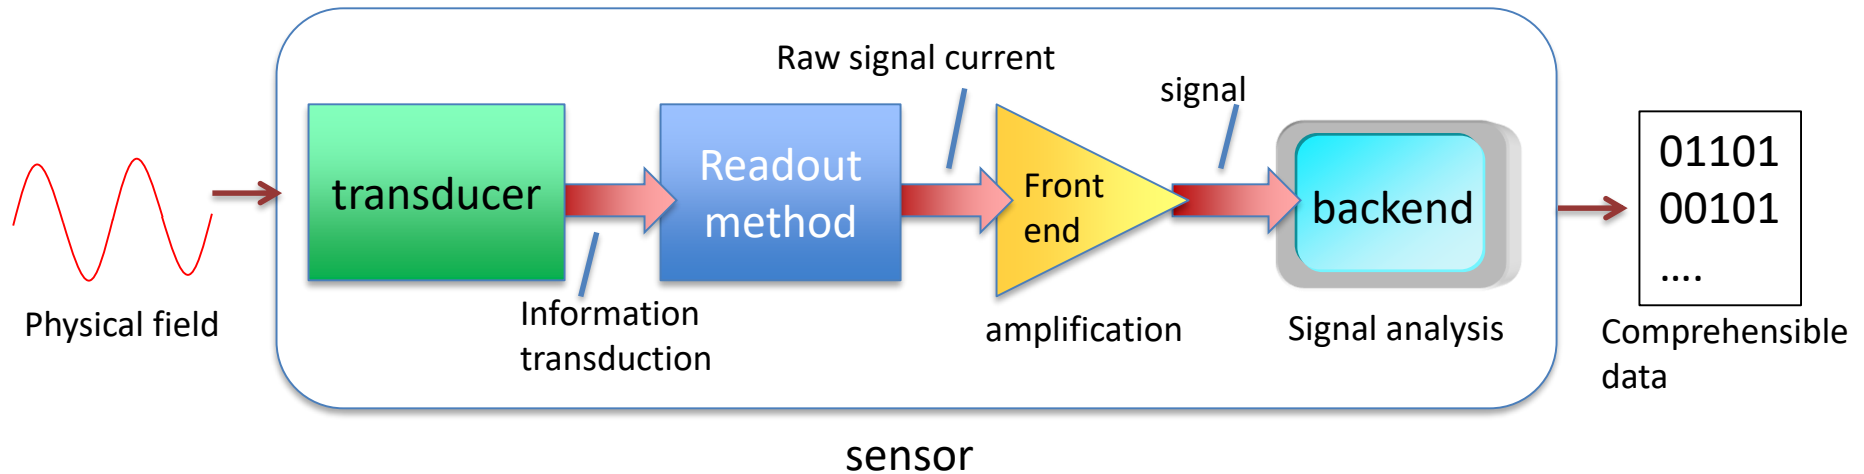 Physical field
transducer
Information
transduction
Readout
method
Raw signal current
Front
end
amplification
signal
backend
Signal analysis
01101
00101
....
Comprehensible
data
sensor